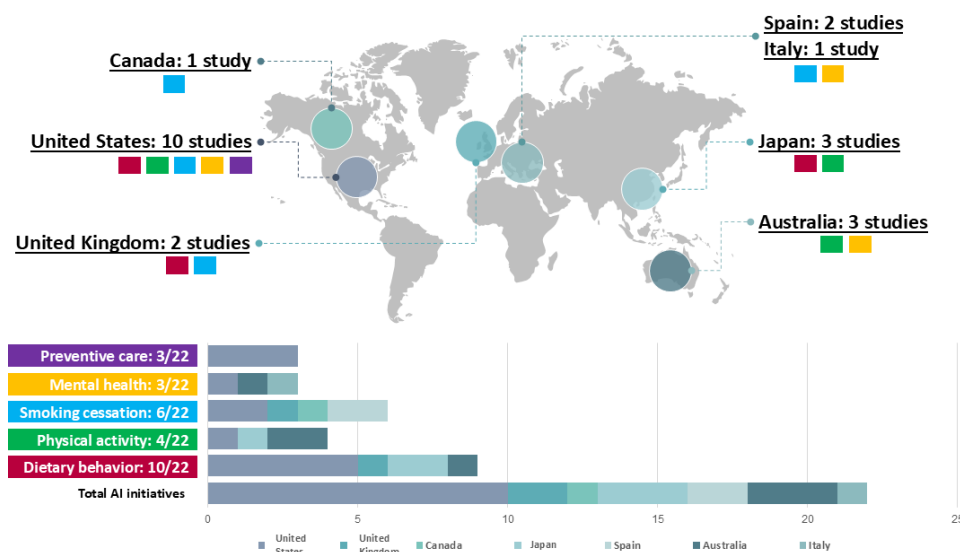 Spain: 2 studies
Italy: 1 study
Canada: 1 study
United States: 10 studies
Japan: 3 studies
Australia: 3 studies
United Kingdom: 2 studies
Preventive care: 3/22
Mental health: 3/22
Smoking cessation: 6/22
Physical activity: 4/22
Dietary behavior: 10/22
Total AI initiatives
0 5 10 15 20 25
United States
United Kingdom
Canada
Japan
Spain
Australia
Italy